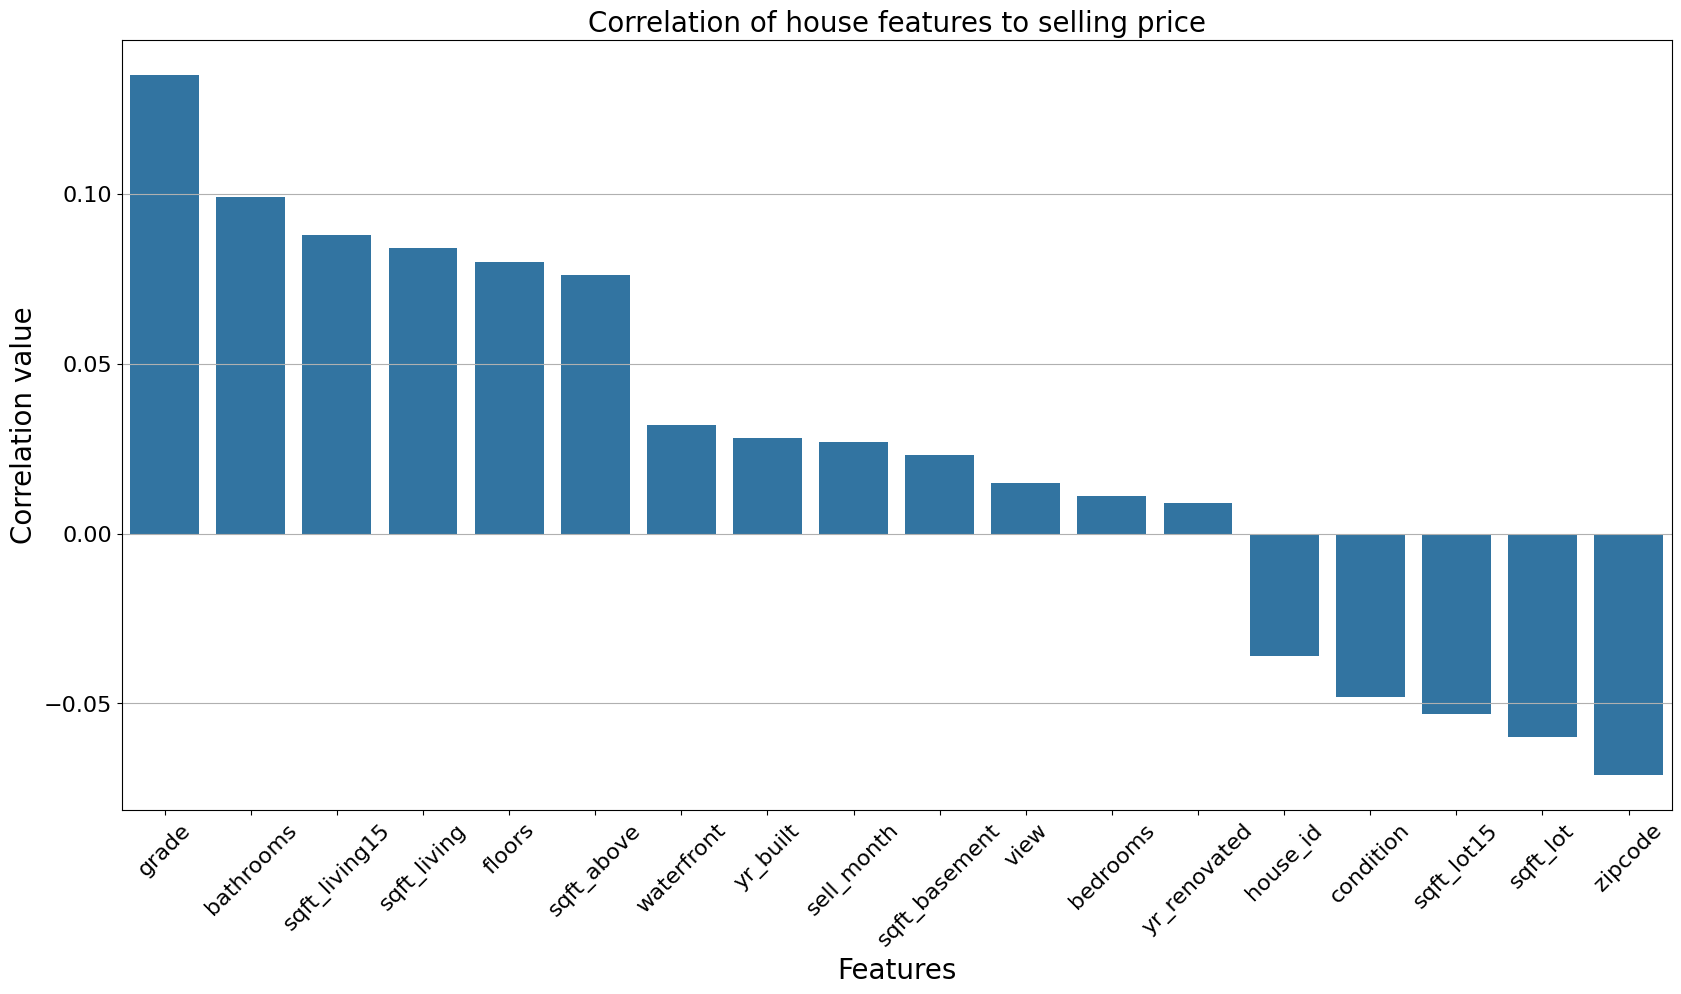 Correlation of house features to selling price
Correlation value
0.10
0.05
0.00
−0.05
grade
bathrooms
sqft_living15
sqft_living
floors
sqft_above
waterfront
yr_built
sell_month
sqft_basement
view
bedrooms
yr_renovated
house_id
condition
sqft_lot15
sqft_lot
zipcode
Features